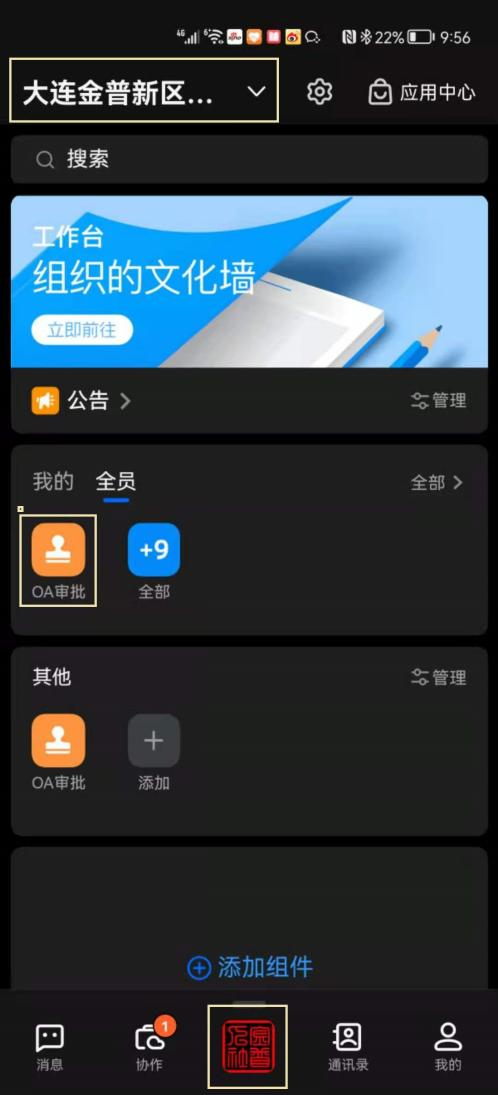 4G 6 22% 9:56
大连金普新区... 应用中心
搜索
工作台
组织的文化墙
立即前往
公告 管理
我的 全员 全部
+9
OA审批 全部
其他 管理
OA审批 添加
添加组件
1
消息 协作 通讯录 我的